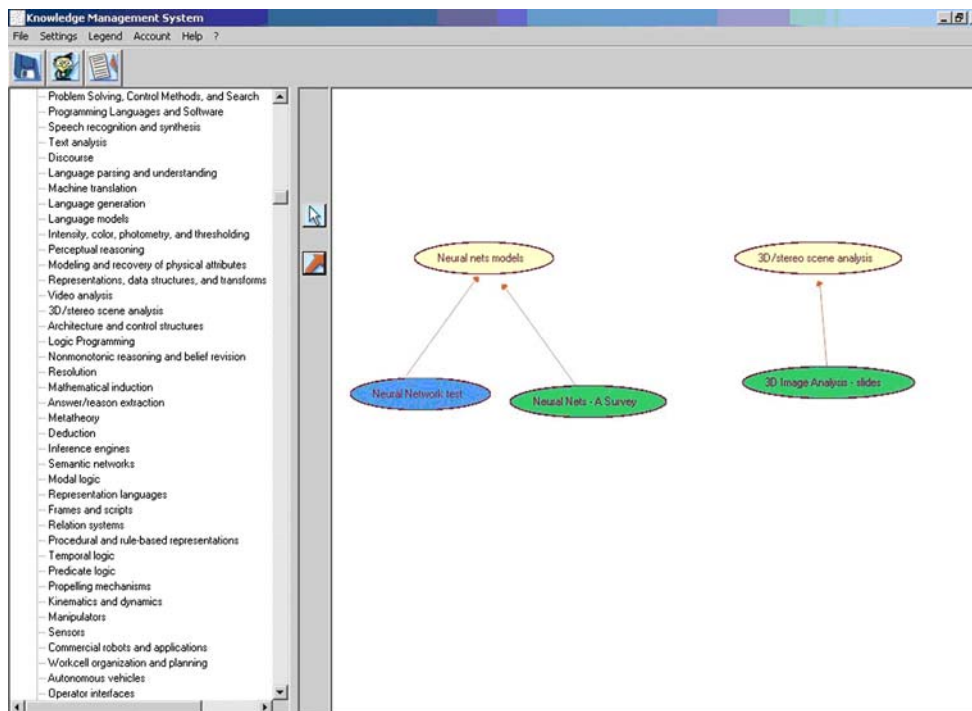 Knowledge Management System
File Settings Legend Account Help ?
Problem Solving, Control Methods, and Search
Programming Languages and Software
Speech recognition and synthesis
Text analysis
Discourse
Language parsing and understanding
Machine translation
Language generation
Language models
Intensity, color, photometry, and thresholding
Perceptual reasoning
Modeling and recovery of physical attributes
Representations, data structures, and transforms
Video analysis
3D/stereo scene analysis
Architecture and control structures
Logic Programming
Nonmonotonic reasoning and belief revision
Resolution
Mathematical induction
Answer/reason extraction
Metatheory
Deduction
Inference engines
Semantic networks
Modal logic
Representation languages
Frames and scripts
Relation systems
Procedural and rule-based representations
Temporal logic
Predicate logic
Propelling mechanisms
Kinematics and dynamics
Manipulators
Sensors
Commercial robots and applications
Workcell organization and planning
Autonomous vehicles
Operator interfaces
Neural nets models
3D/stereo scene analysis
Neural Network test
Neural Nets - A Survey
3D Image Analysis - slides